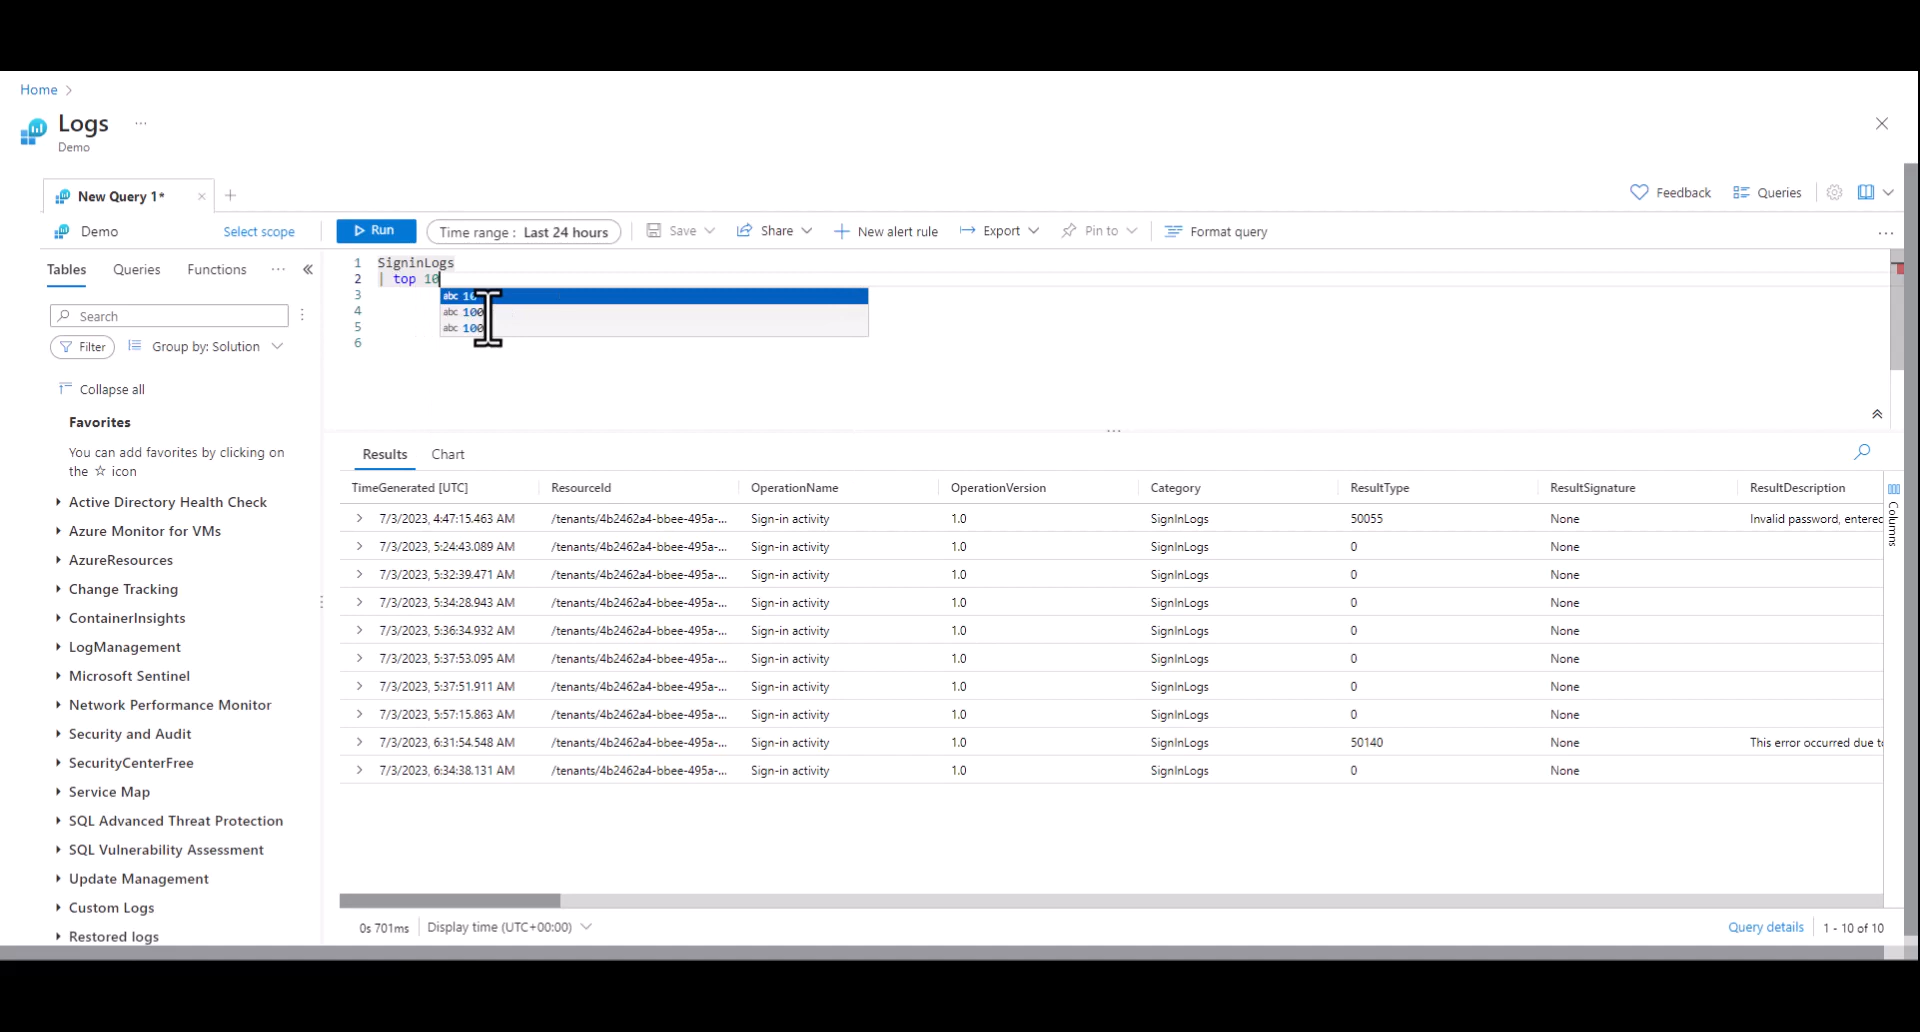 Home
Logs ...
Demo
New Query 1*
Feedback Queries
Demo Select scope Run Time range : Last 24 hours Save Share New alert rule Export Pin to Format query ...
Tables Queries Functions ...
1 SigninLogs
2 | top 10
3
4
5
6
abc 10
abc 100
abc
Search
Filter Group by: Solution
Collapse all
Favorites
You can add favorites by clicking on
the ☆ icon
Active Directory Health Check
Azure Monitor for VMs
AzureResources
Change Tracking
ContainerInsights
LogManagement
Microsoft Sentinel
Network Performance Monitor
Security and Audit
SecurityCenterFree
Service Map
SQL Advanced Threat Protection
SQL Vulnerability Assessment
Update Management
Custom Logs
Restored logs
Results Chart
TimeGenerated [UTC] ResourceId OperationName OperationVersion Category ResultType ResultSignature ResultDescription
7/3/2023, 4:47:15.463 AM /tenants/4b2462a4-bbee-495a-... Sign-in activity 1.0 SignInLogs 50055 None Invalid password, entered
7/3/2023, 5:24:43.089 AM /tenants/4b2462a4-bbee-495a-... Sign-in activity 1.0 SignInLogs 0 None
7/3/2023, 5:32:39.471 AM /tenants/4b2462a4-bbee-495a-... Sign-in activity 1.0 SignInLogs 0 None
7/3/2023, 5:34:28.943 AM /tenants/4b2462a4-bbee-495a-... Sign-in activity 1.0 SignInLogs 0 None
7/3/2023, 5:36:34.932 AM /tenants/4b2462a4-bbee-495a-... Sign-in activity 1.0 SignInLogs 0 None
7/3/2023, 5:37:53.095 AM /tenants/4b2462a4-bbee-495a-... Sign-in activity 1.0 SignInLogs 0 None
7/3/2023, 5:37:51.911 AM /tenants/4b2462a4-bbee-495a-... Sign-in activity 1.0 SignInLogs 0 None
7/3/2023, 5:57:15.863 AM /tenants/4b2462a4-bbee-495a-... Sign-in activity 1.0 SignInLogs 0 None
7/3/2023, 6:31:54.548 AM /tenants/4b2462a4-bbee-495a-... Sign-in activity 1.0 SignInLogs 50140 None This error occurred due to
7/3/2023, 6:34:38.131 AM /tenants/4b2462a4-bbee-495a-... Sign-in activity 1.0 SignInLogs 0 None
Columns
0s 701ms Display time (UTC+00:00) Query details 1 - 10 of 10